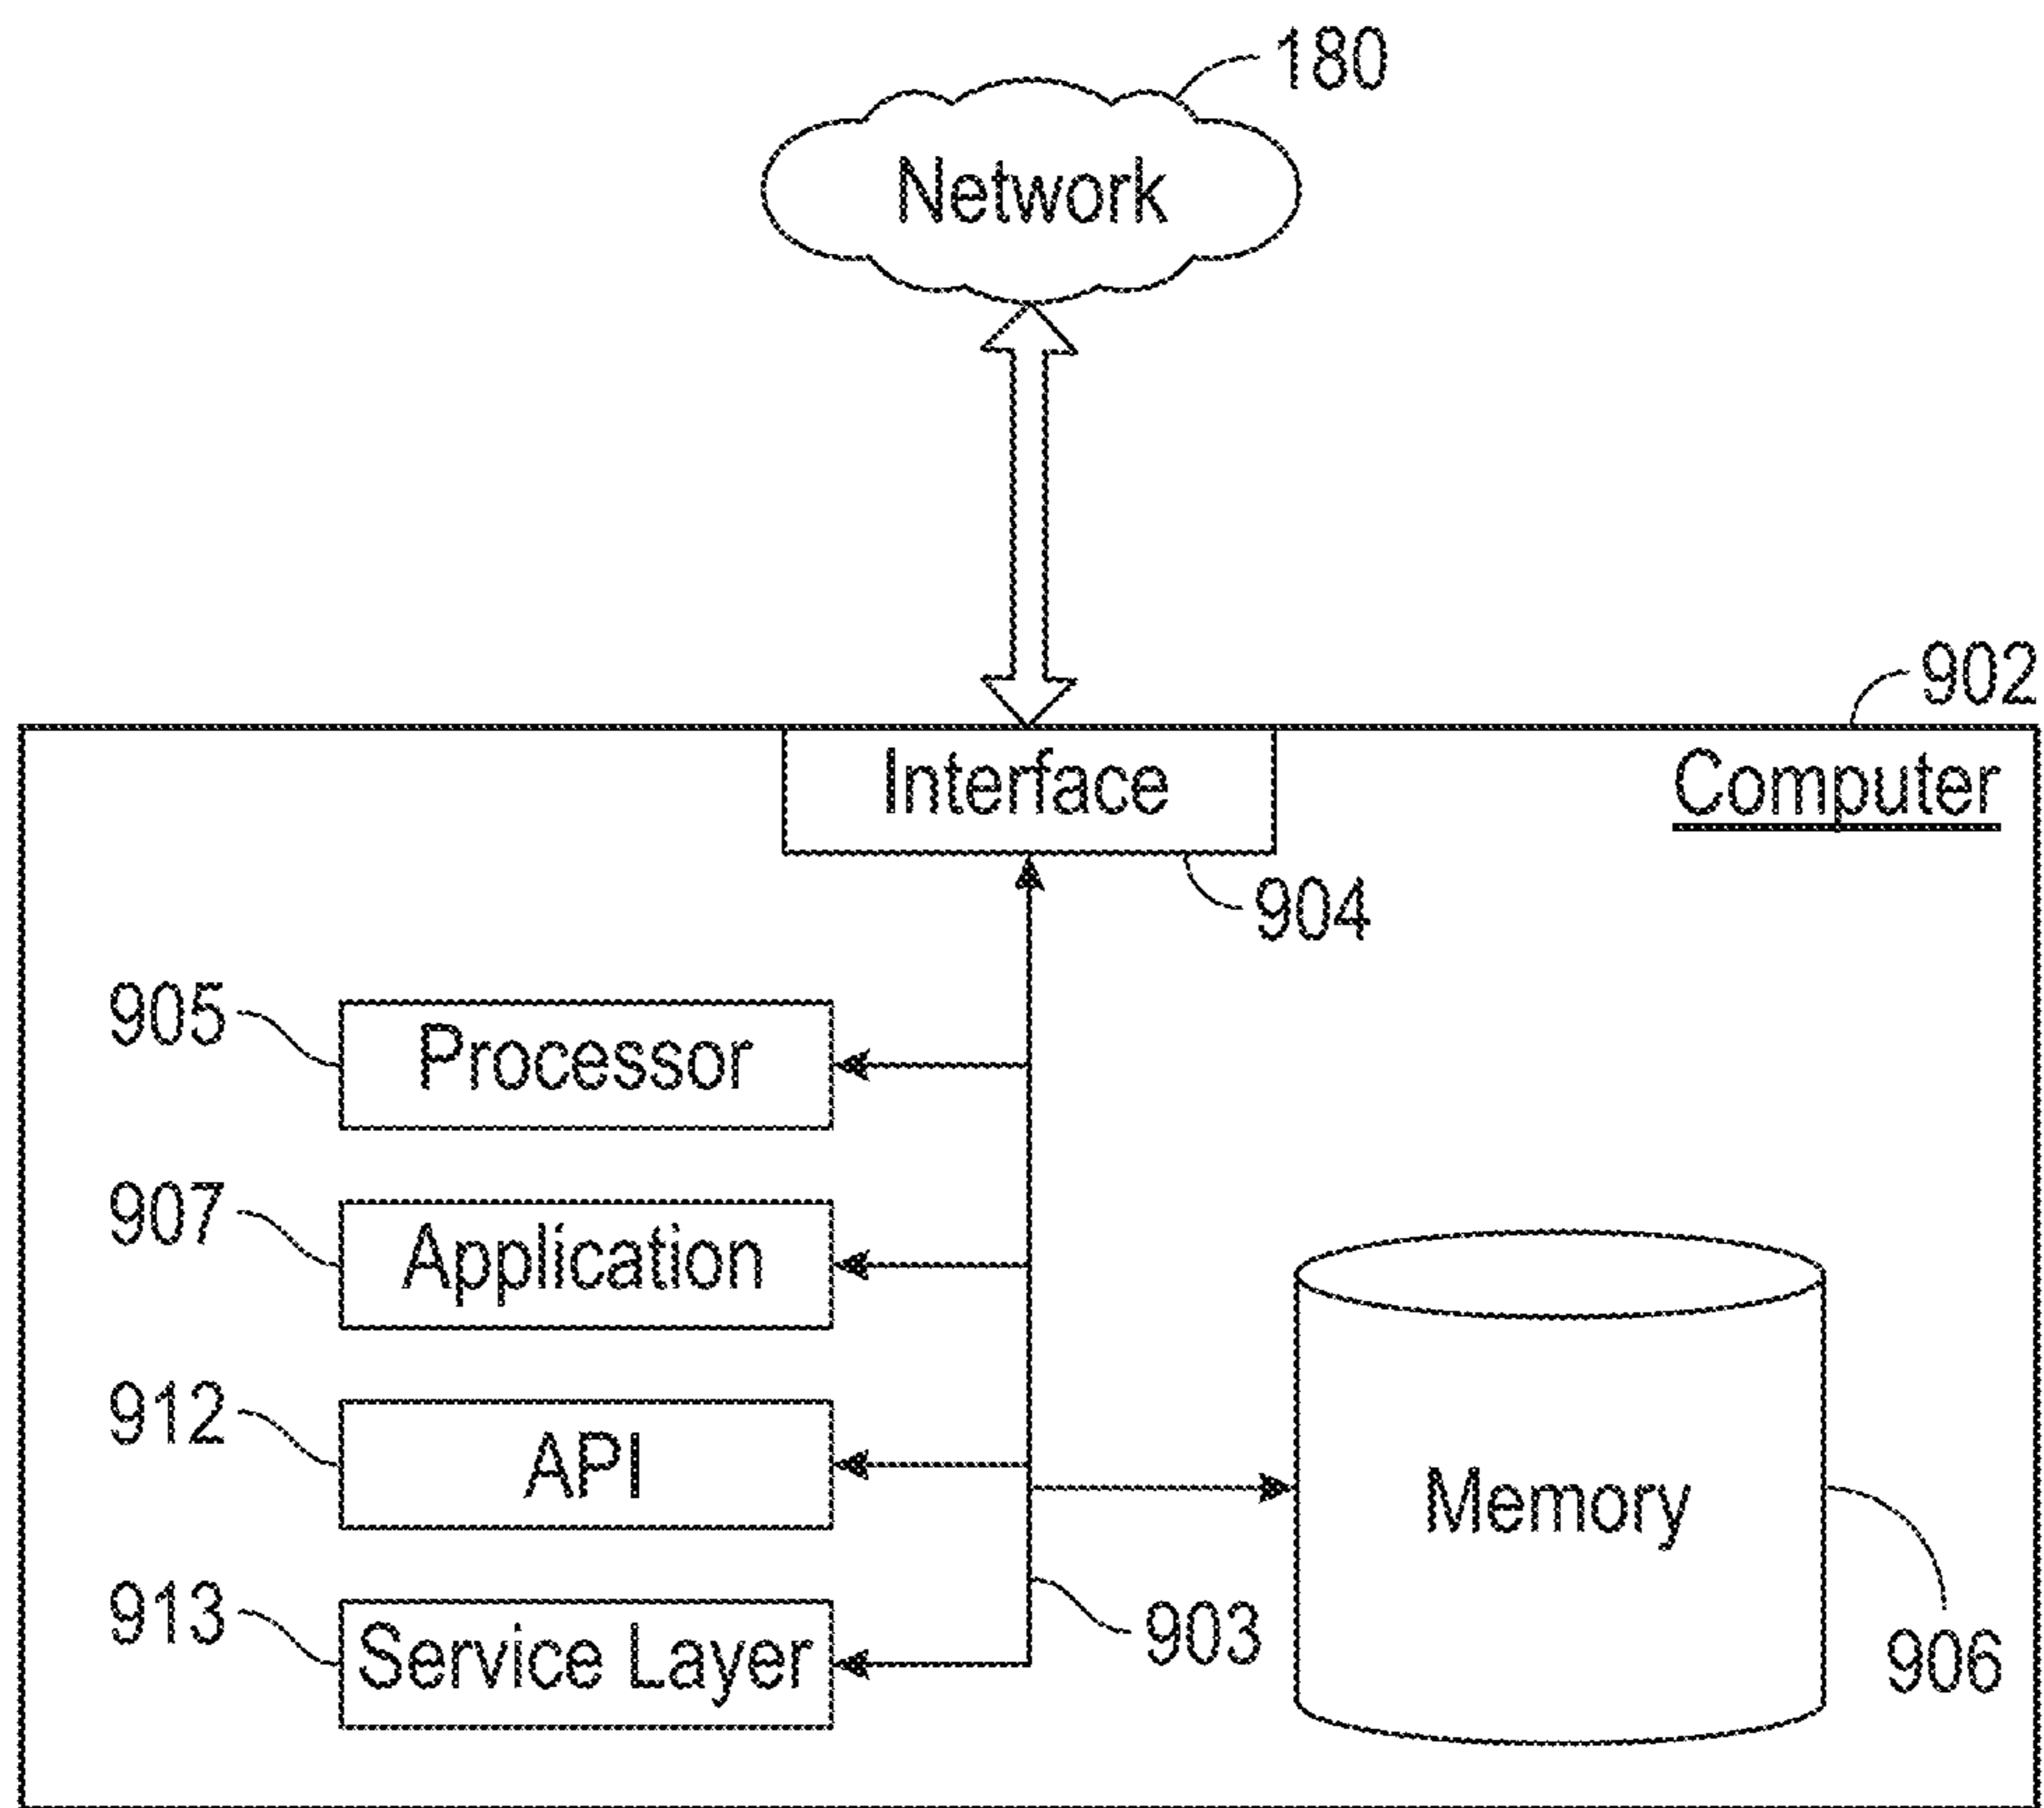 180
Network
902
Interface
Computer
904
905
Processor
907
Application
912
API
Memory
913
Service Layer
903
906